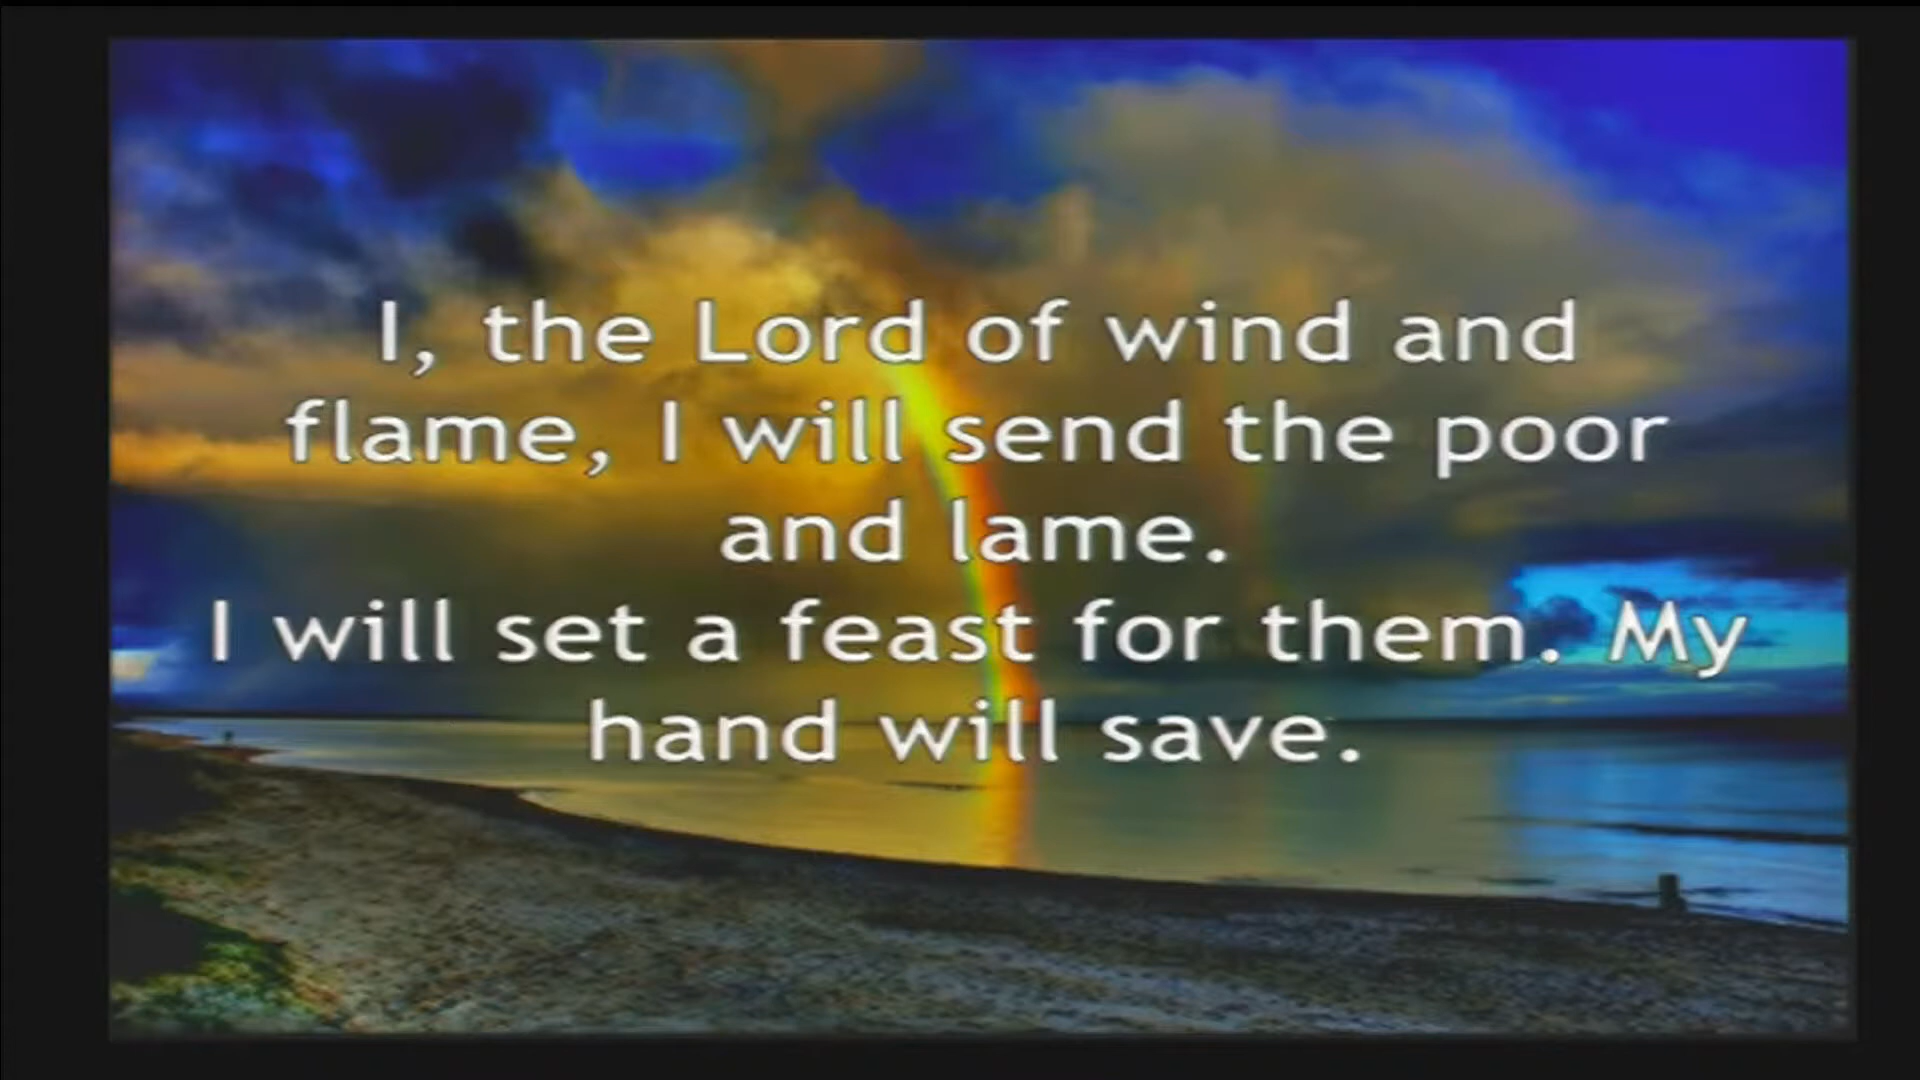 I, the Lord of wind and
flame, I will send the poor
and lame.
I will set a feast for them. My
hand will save.